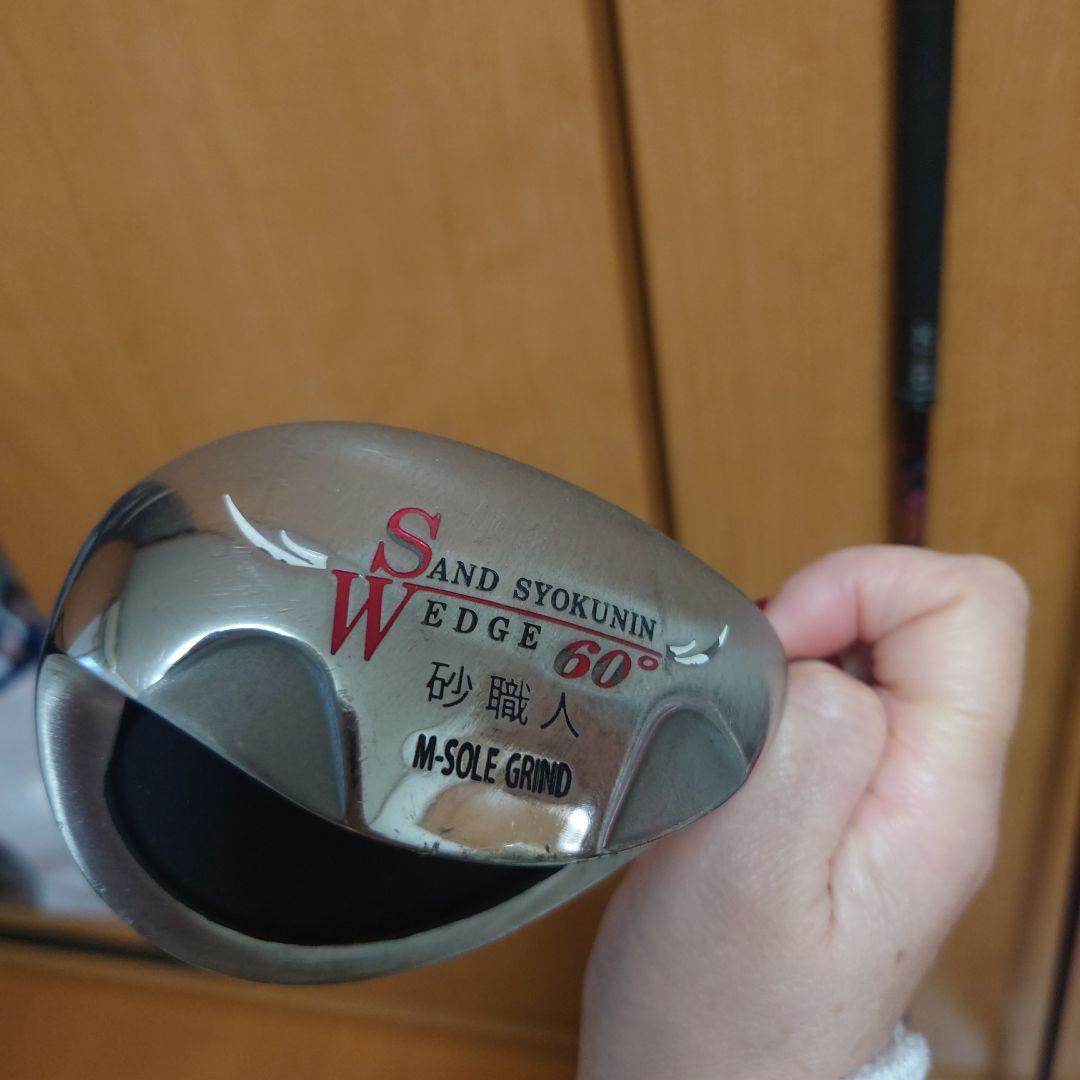 SAND SYOKUNIN
WEDGE 60°
砂職人
M-SOLE GRIND